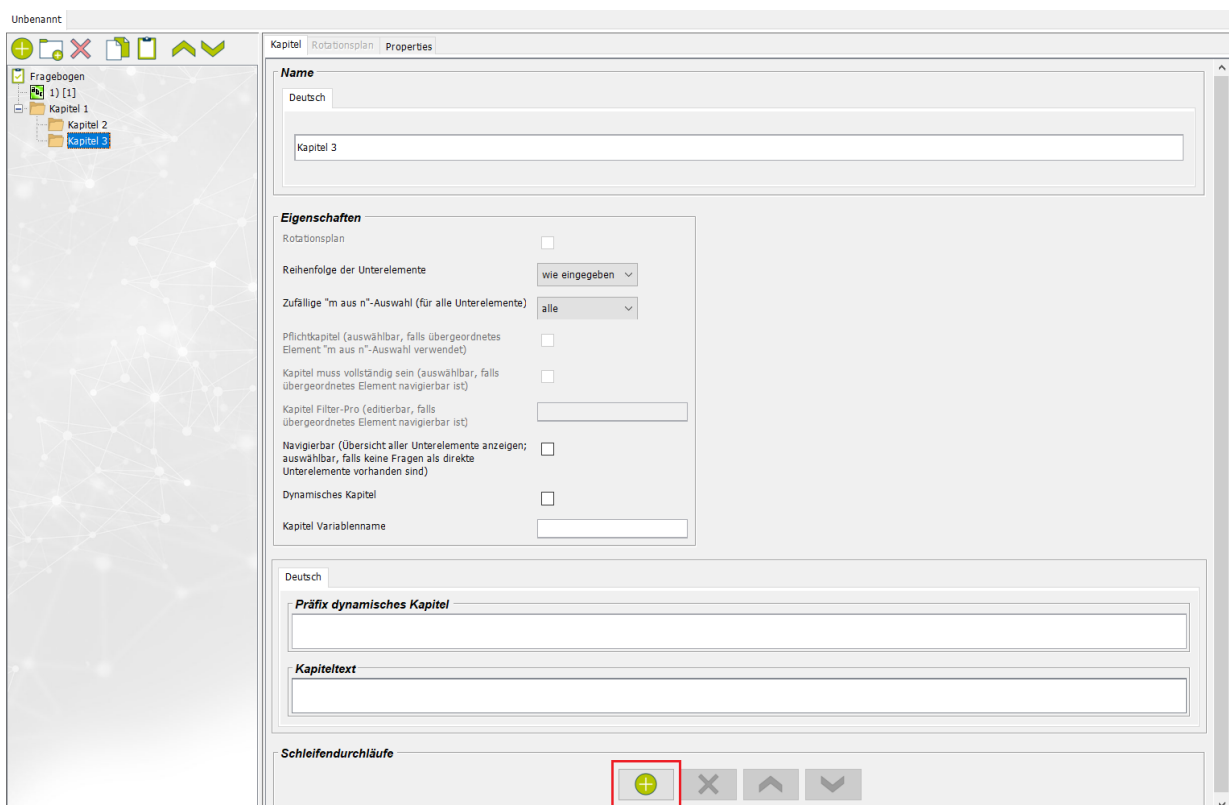 Unbenannt
Kapitel Rotationsplan Properties
Fragebogen
1) [1]
Kapitel 1
Kapitel 2
Kapitel 3
Name
Deutsch
Kapitel 3
Eigenschaften
Rotationsplan
Reihenfolge der Unterelemente
wie eingegeben
Zufällige "m aus n"-Auswahl (für alle Unterelemente)
alle
Pflichtkapitel (auswählbar, falls übergeordnetes
Element "m aus n"-Auswahl verwendet)
Kapitel muss vollständig sein (auswählbar, falls
übergeordnetes Element navigierbar ist)
Kapitel Filter-Pro (editierbar, falls
übergeordnetes Element navigierbar ist)
Navigierbar (Übersicht aller Unterelemente anzeigen;
auswählbar, falls keine Fragen als direkte
Unterelemente vorhanden sind)
Dynamisches Kapitel
Kapitel Variablenname
Deutsch
Präfix dynamisches Kapitel
Kapiteltext
Schleifendurchläufe